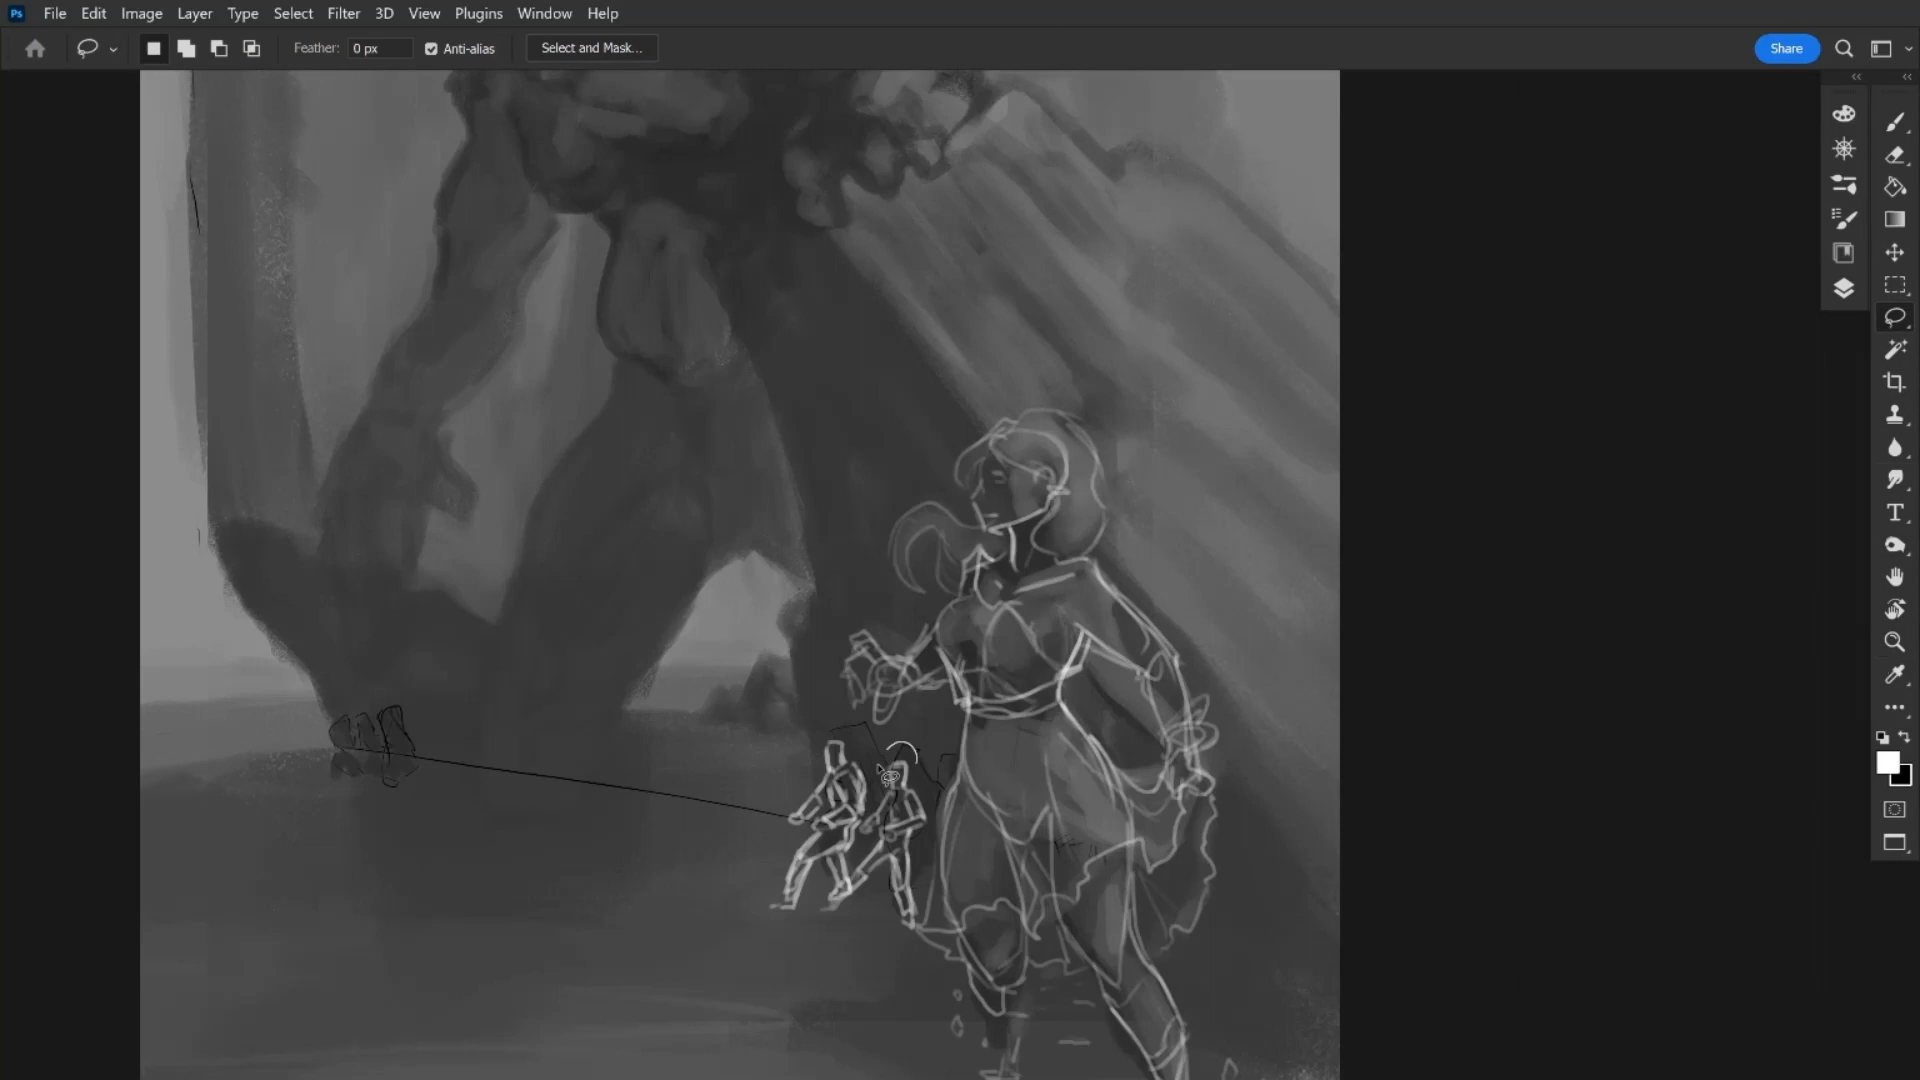 Ps File Edit Image Layer Type Select Filter 3D View Plugins Window Help
Feather: 0 px Anti-alias Select and Mask... Share
T